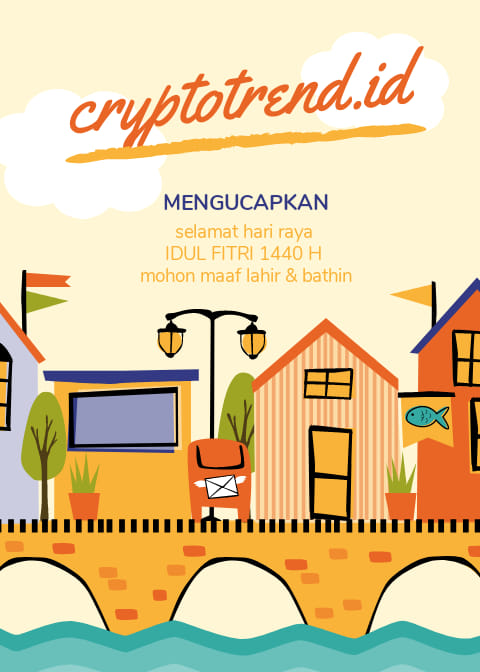 cryptotrend.id
MENGUCAPKAN
selamat hari raya
IDUL FITRI 1440 H
mohon maaf lahir & bathin